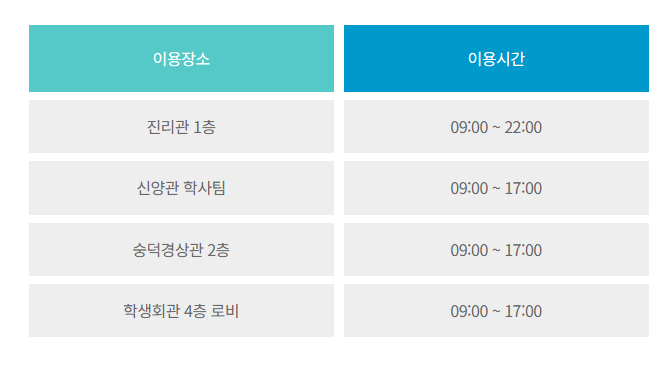 이용장소 이용시간
진리관 1층 09:00 ~ 22:00
신양관 학사팀 09:00 ~ 17:00
숭덕경상관 2층 09:00 ~ 17:00
학생회관 4층 로비 09:00 ~ 17:00